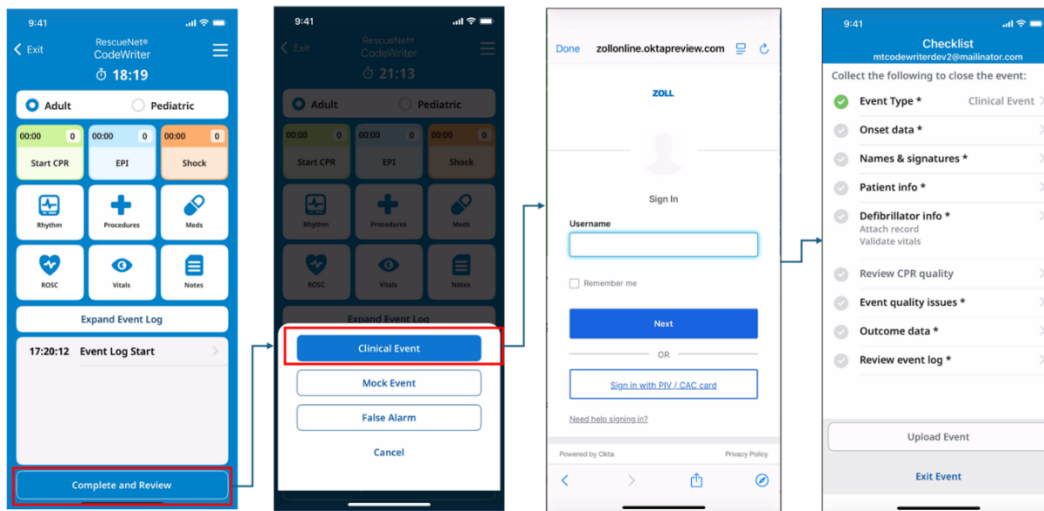 9:41
Exit
RescueNet®
CodeWriter
18:19
Adult
Pediatric
00:00 0
00:00 0
00:00 0
Start CPR
EPI
Shock
Rhythm
Procedures
Meds
ROSC
Vitals
Notes
Expand Event Log
17:20:12 Event Log Start
Complete and Review
9:41
Exit
RescueNet®
CodeWriter
21:13
Adult
Pediatric
00:00 0
00:00 0
00:00 0
Start CPR
EPI
Shock
Rhythm
Procedures
Meds
ROSC
Vitals
Notes
Expand Event Log
Clinical Event
Mock Event
False Alarm
Cancel
Done
zollonline.oktapreview.com
ZOLL
Sign In
Username
Remember me
Next
OR
Sign in with PIV / CAC card
Need help signing in?
Powered by Okta
Privacy Policy
9:41
Checklist
mtcodewriterdev2@mailinator.com
Collect the following to close the event:
Event Type * Clinical Event
Onset data *
Names & signatures *
Patient info *
Defibrillator info *
Attach record
Validate vitals
Review CPR quality
Event quality issues *
Outcome data *
Review event log *
Upload Event
Exit Event